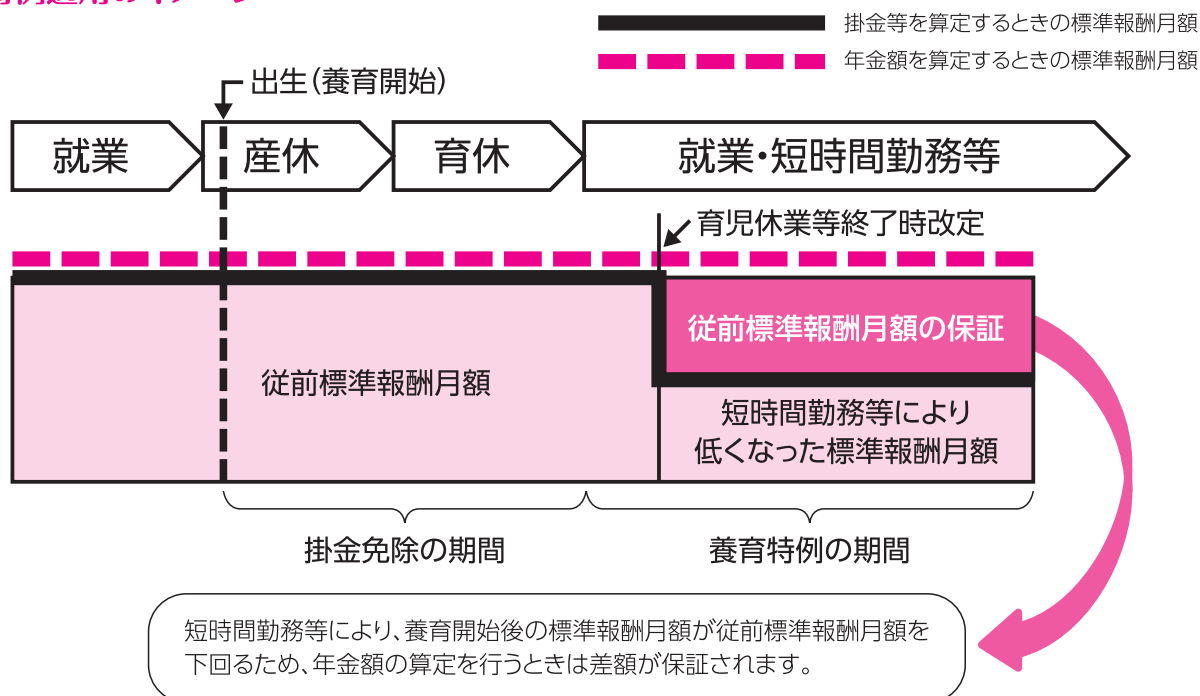 掛金等を算定するときの標準報酬月額
年金額を算定するときの標準報酬月額
出生(養育開始)
就業
産休
育休
就業・短時間勤務等
育児休業等終了時改定
従前標準報酬月額の保証
従前標準報酬月額
短時間勤務等により
低くなった標準報酬月額
掛金免除の期間
養育特例の期間
短時間勤務等により、養育開始後の標準報酬月額が従前標準報酬月額を
下回るため、年金額の算定を行うときは差額が保証されます。